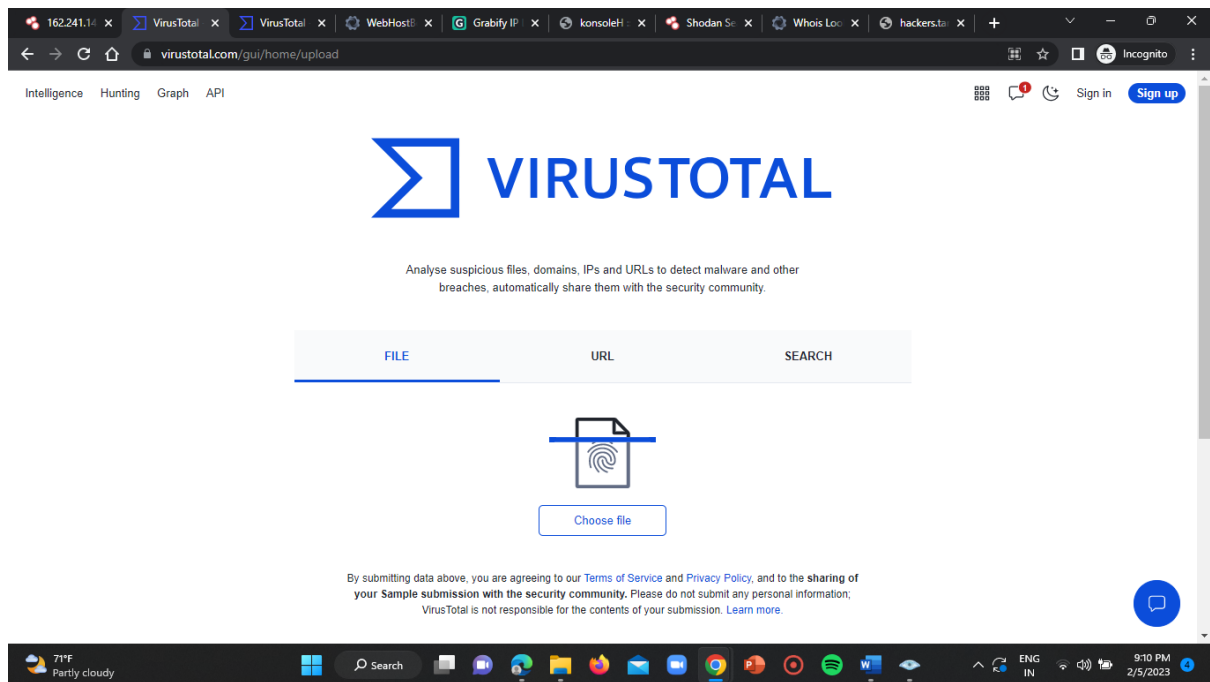 162.241.14
VirusTotal -
VirusTotal
WebHostB
Grabify IP
konsoleH :
Shodan Se
Whois Loo
hackers.tar
virustotal.com/gui/home/upload
Incognito
Intelligence Hunting Graph API
1
Sign in
Sign up
VIRUSTOTAL
Analyse suspicious files, domains, IPs and URLs to detect malware and other
breaches, automatically share them with the security community.
FILE
URL
SEARCH
Choose file
By submitting data above, you are agreeing to our Terms of Service and Privacy Policy, and to the sharing of
your Sample submission with the security community. Please do not submit any personal information;
VirusTotal is not responsible for the contents of your submission. Learn more.
71°F
Partly cloudy
Search
ENG
IN
9:10 PM
2/5/2023
4